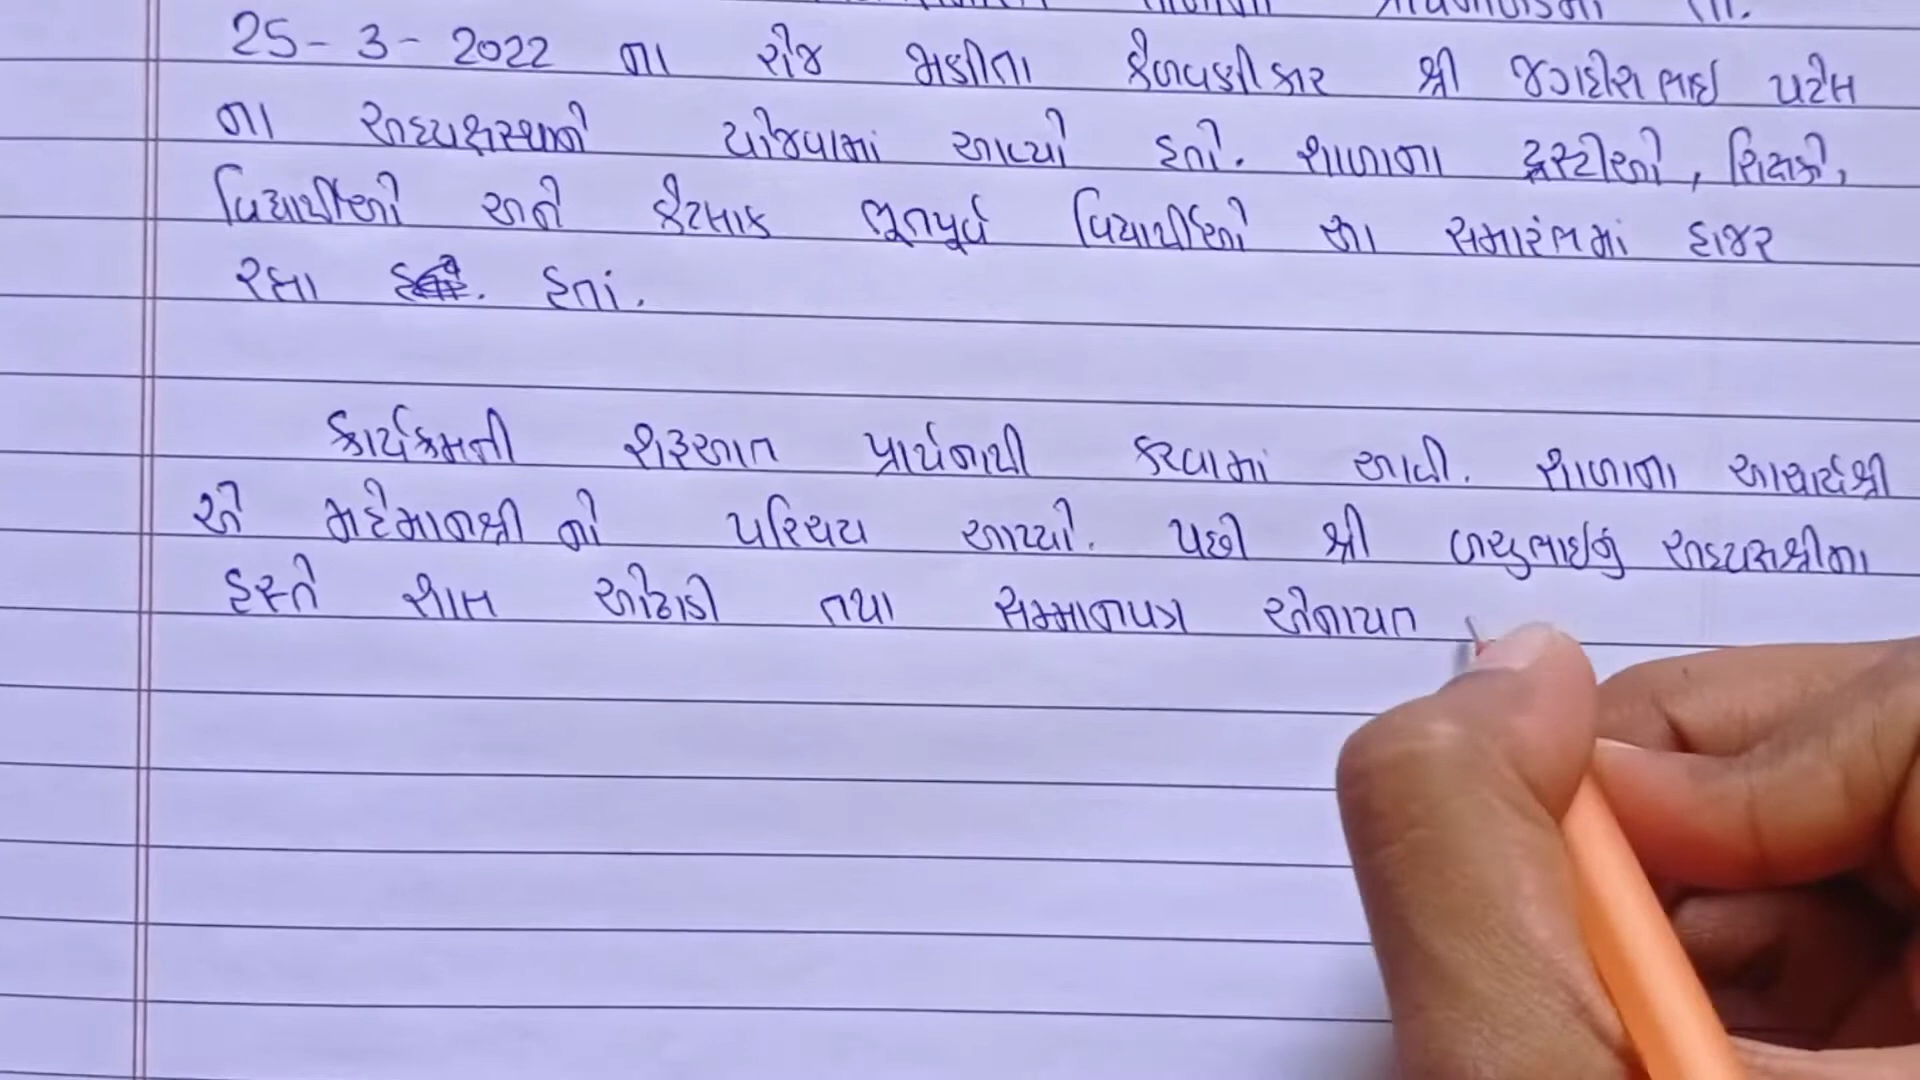 25-3-2022 ના રોજ જાણીતા કેળવણીકાર શ્રી જગદીશભાઇ પટેલ
ના અધ્યક્ષસ્થાને યોજવામાં આવ્યો હતો. શાળાના ટ્રસ્ટીઓ, શિક્ષકો,
વિદ્યાર્થીઓ અને કેટલાક ભૂતપૂર્વ વિદ્યાર્થીઓ આ સમારંભમાં હાજર
રહ્યા હતાં.
કાર્યક્રમની શરૂઆત પ્રાર્થનાથી કરવામાં આવી. શાળાના આચાર્યશ્રી
એ મહેમાનશ્રી નો પરિચય આપ્યો. પછી શ્રી અધ્યક્ષશ્રીના
હસ્તે શાલ ઓઢાડી તથા સન્માનપત્ર એનાયત